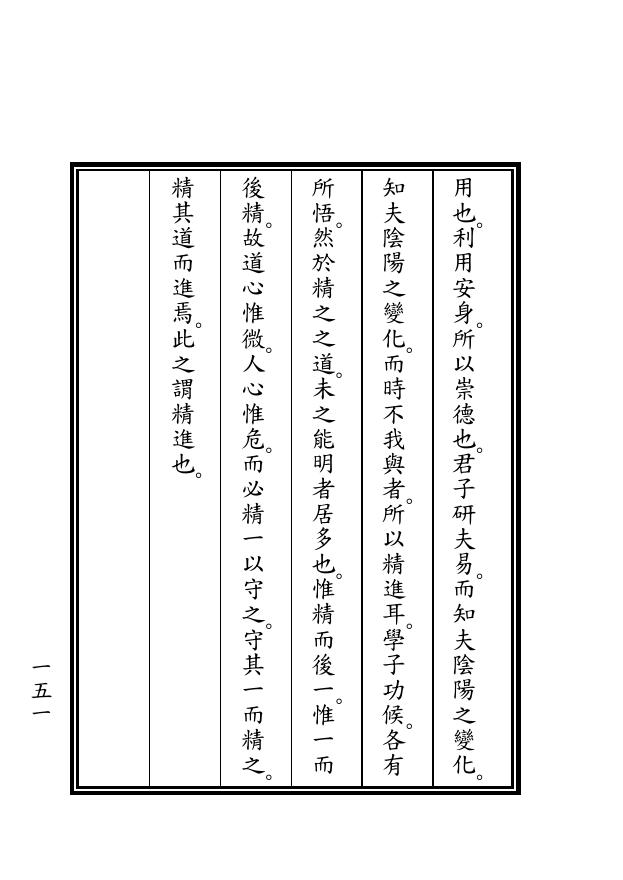 用也。利用安身。所以崇德也。君子研夫易。而知夫陰陽之變化。
知夫陰陽之變化。而時不我與者。所以精進耳。學子功候。各有
所悟。然於精之之道。未之能明者居多也。惟精而後一。惟一而
後精。故道心惟微。人心惟危。而必精一以守之。守其一而精之。
精其道而進焉。此之謂精進也。
一五一